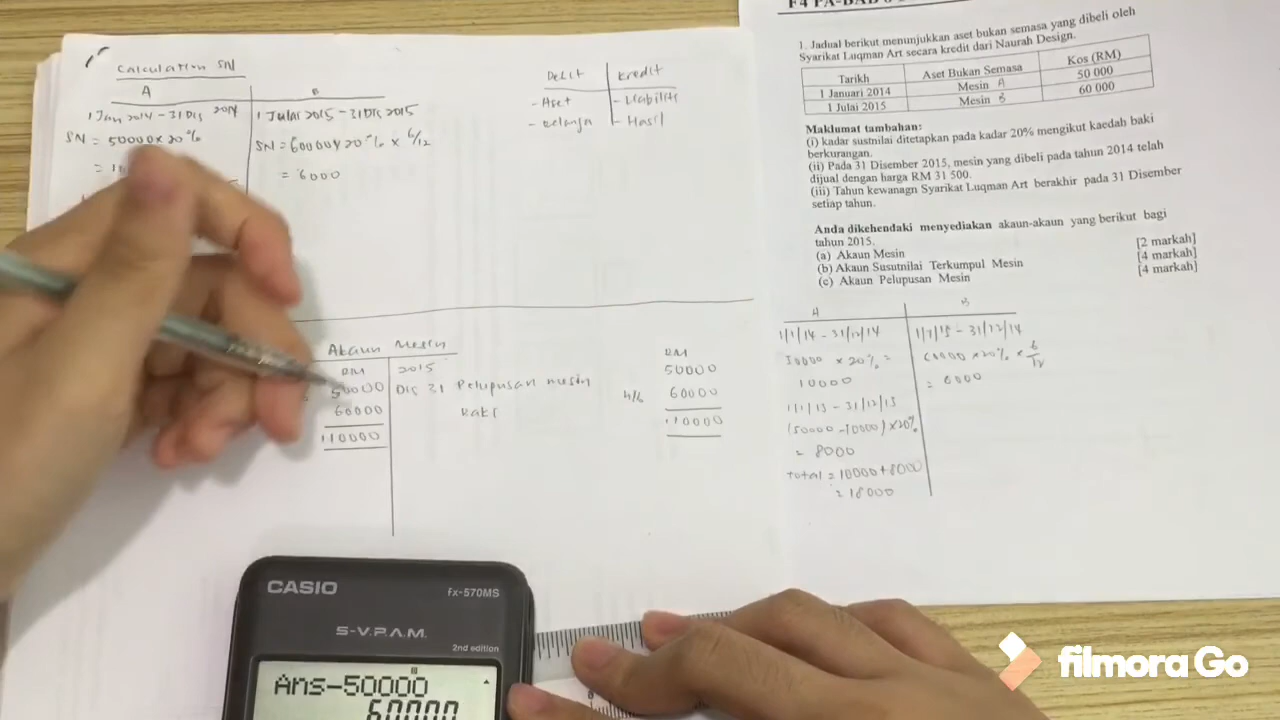 Calculation SN
A B
1 Jan 2014 - 31 Dis 2014
SN = 50000 x 20%
1 Julai 2015 - 31 Dis 2015
SN = 60000 x 20% x 6/12
= 6000
Debit Kredit
- Aset - Liabiliti
- Belanja - Hasil
Akaun Mesin
RM 2015 RM
50000 Dis 31 Pelupusan mesin 50000
60000 Baki 4/b 60000
110000 110000
1. Jadual berikut menunjukkan aset bukan semasa yang dibeli oleh
Syarikat Luqman Art secara kredit dari Naurah Design.
Tarikh Aset Bukan Semasa Kos (RM)
1 Januari 2014 Mesin A 50 000
1 Julai 2015 Mesin B 60 000
Maklumat tambahan:
(i) kadar susutnilai ditetapkan pada kadar 20% mengikut kaedah baki
berkurangan.
(ii) Pada 31 Disember 2015, mesin yang dibeli pada tahun 2014 telah
dijual dengan harga RM 31 500.
(iii) Tahun kewanagn Syarikat Luqman Art berakhir pada 31 Disember
setiap tahun.
Anda dikehendaki menyediakan akaun-akaun yang berikut bagi
tahun 2015.
(a) Akaun Mesin [2 markah]
(b) Akaun Susutnilai Terkumpul Mesin [4 markah]
(c) Akaun Pelupusan Mesin [4 markah]
A B
1/1/14 - 31/12/14
50000 x 20% =
10000
1/1/15 - 31/12/15
(50000 - 10000) x 20%
= 8000
total = 10000 + 8000
= 18000
1/7/15 - 31/12/14
60000 x 20% x 6/12
= 6000
CASIO fx-570MS
S-V.P.A.M.
2nd edition
Ans-50000
60000
filmora Go